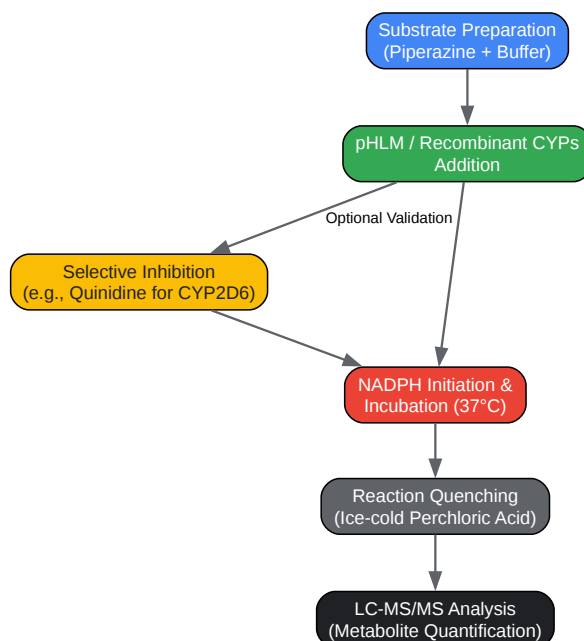 Substrate Preparation
(Piperazine + Buffer)
pHLM / Recombinant CYPs
Addition
Optional Validation
Selective Inhibition
(e.g., Quinidine for CYP2D6)
NADPH Initiation &
Incubation (37°C)
Reaction Quenching
(Ice-cold Perchloric Acid)
LC-MS/MS Analysis
(Metabolite Quantification)